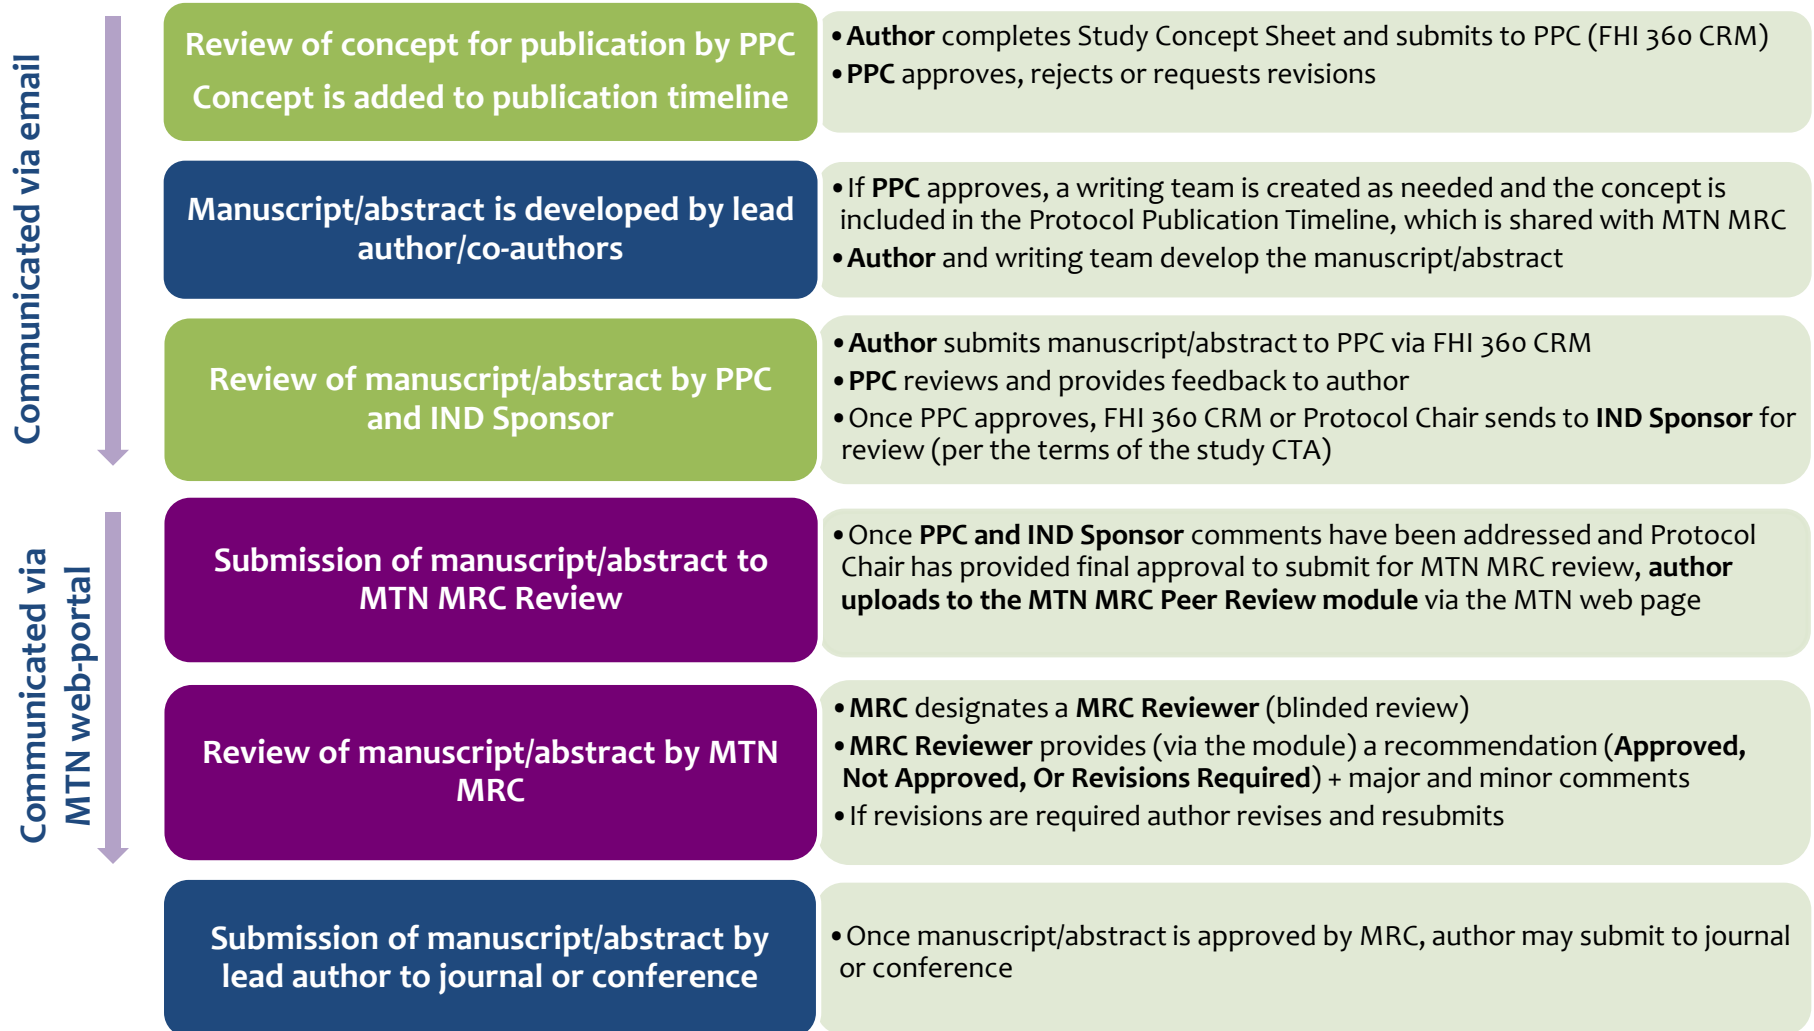 Communicated via email
Review of concept for publication by PPC
Concept is added to publication timeline
•Author completes Study Concept Sheet and submits to PPC (FHI 360 CRM)
•PPC approves, rejects or requests revisions
Manuscript/abstract is developed by lead
author/co-authors
•If PPC approves, a writing team is created as needed and the concept is
included in the Protocol Publication Timeline, which is shared with MTN MRC
•Author and writing team develop the manuscript/abstract
Review of manuscript/abstract by PPC
and IND Sponsor
•Author submits manuscript/abstract to PPC via FHI 360 CRM
•PPC reviews and provides feedback to author
•Once PPC approves, FHI 360 CRM or Protocol Chair sends to IND Sponsor for
review (per the terms of the study CTA)
Communicated via
MTN web-portal
Submission of manuscript/abstract to
MTN MRC Review
•Once PPC and IND Sponsor comments have been addressed and Protocol
Chair has provided final approval to submit for MTN MRC review, author
uploads to the MTN MRC Peer Review module via the MTN web page
Review of manuscript/abstract by MTN
MRC
•MRC designates a MRC Reviewer (blinded review)
•MRC Reviewer provides (via the module) a recommendation (Approved,
Not Approved, Or Revisions Required) + major and minor comments
•If revisions are required author revises and resubmits
Submission of manuscript/abstract by
lead author to journal or conference
•Once manuscript/abstract is approved by MRC, author may submit to journal
or conference